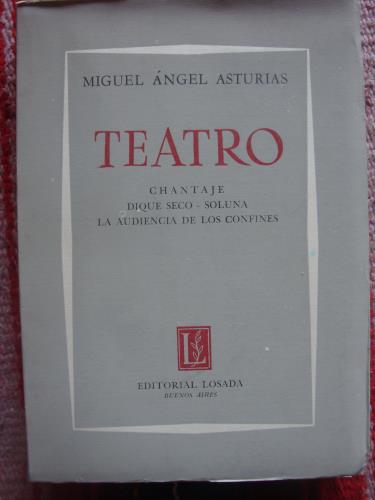 MIGUEL ÁNGEL ASTURIAS
TEATRO
CHANTAJE
DIQUE SECO - SOLUNA
LA AUDIENCIA DE LOS CONFINES
L L
EDITORIAL LOSADA
BUENOS AIRES